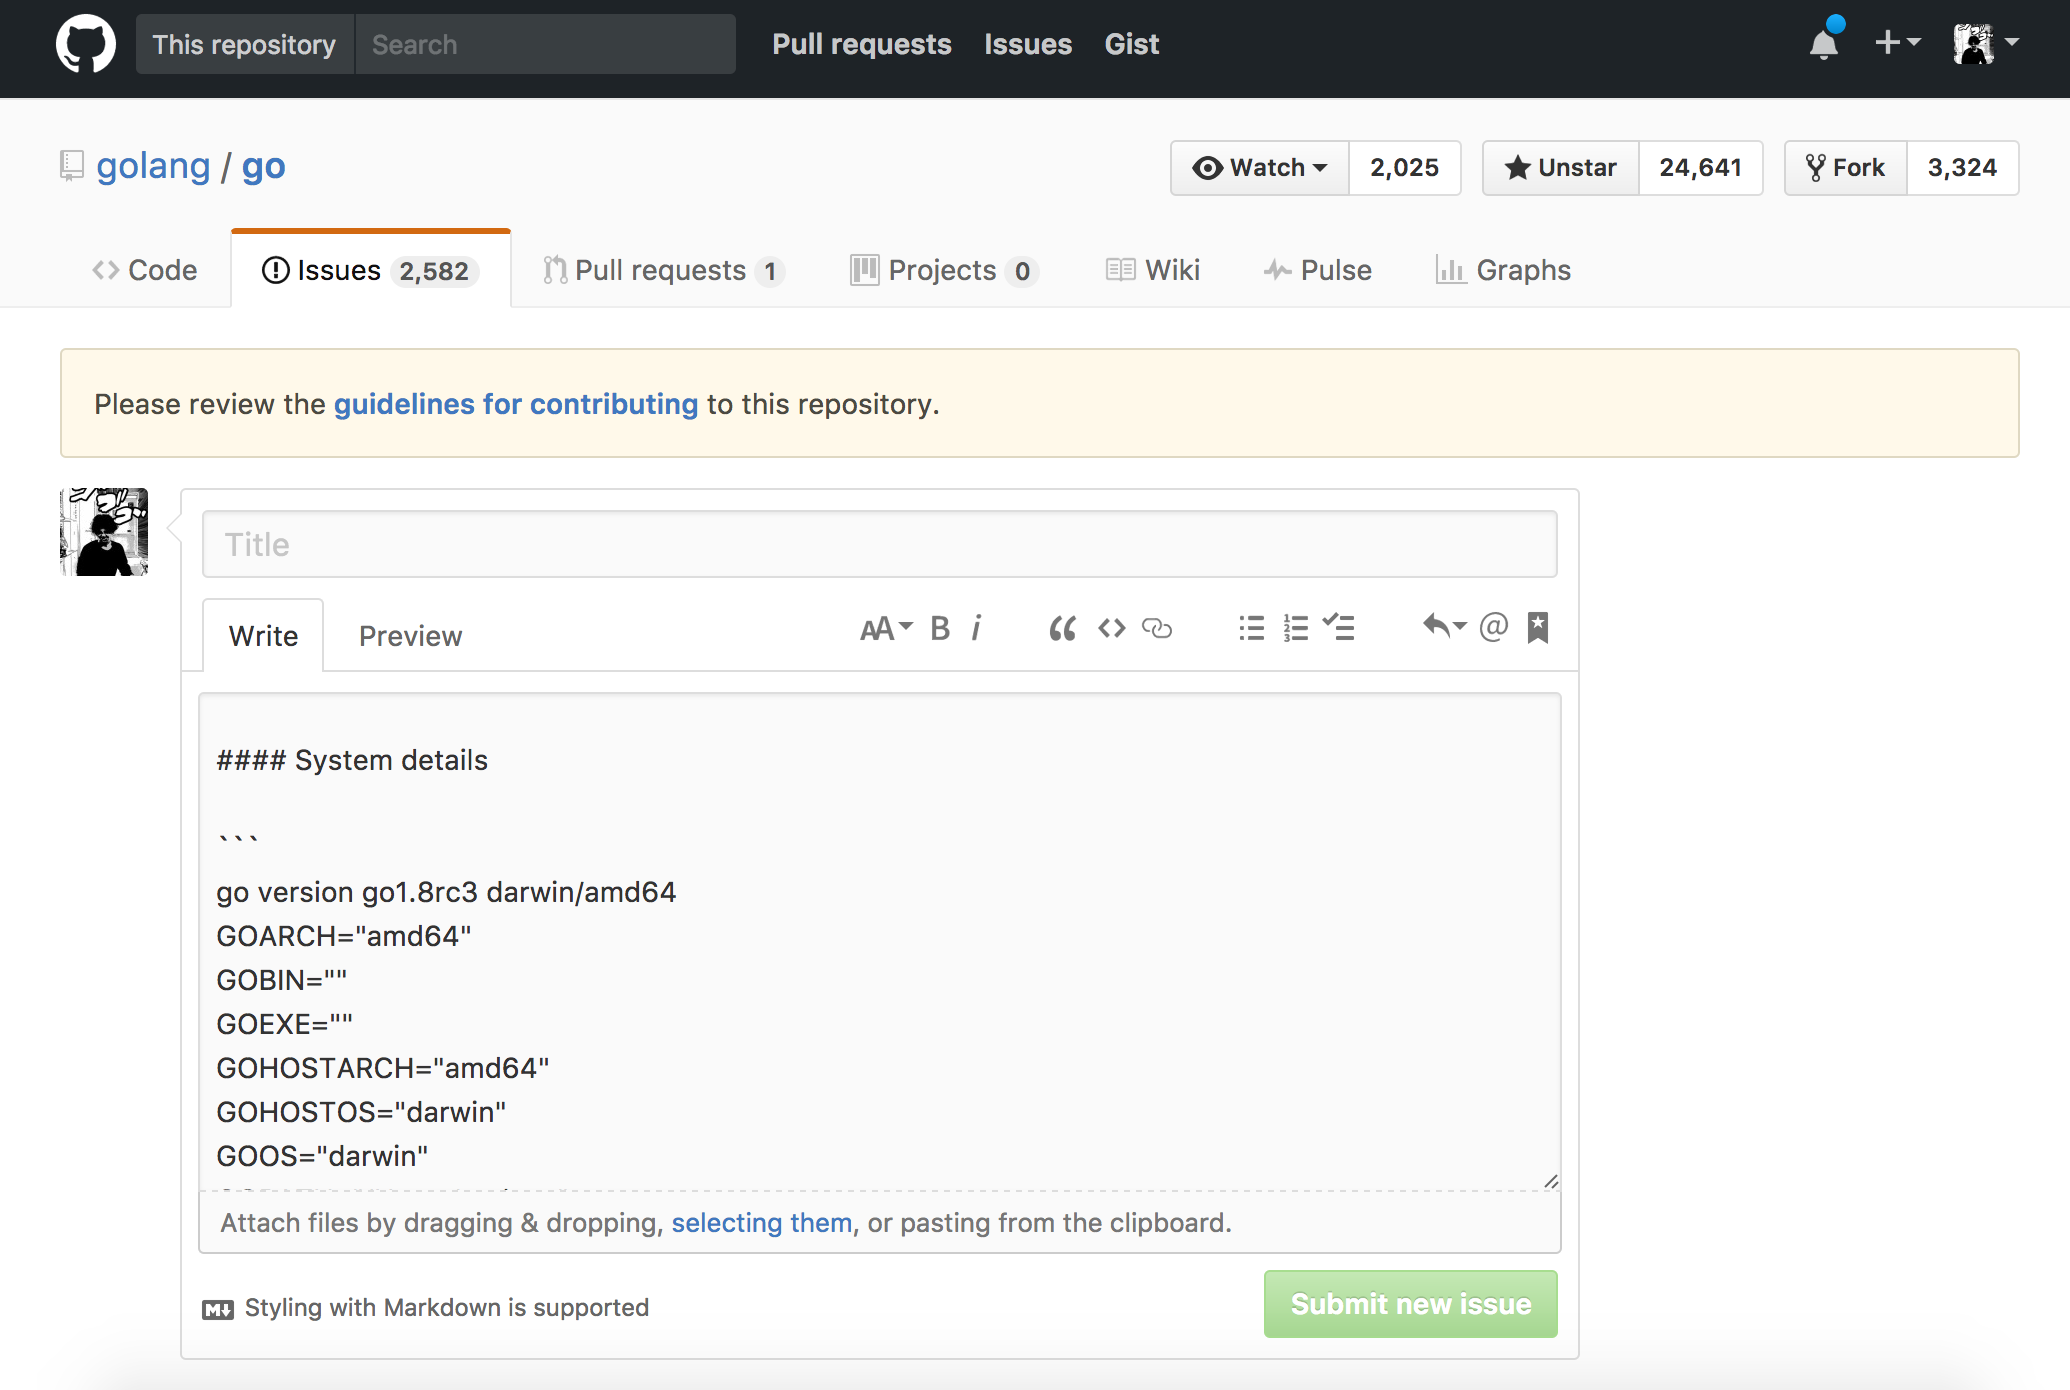 This repository Search Pull requests Issues Gist
golang / go Watch 2,025 Unstar 24,641 Fork 3,324
Code Issues 2,582 Pull requests 1 Projects 0 Wiki Pulse Graphs
Please review the guidelines for contributing to this repository.
Title
Write Preview AA B i “ <> @
#### System details
```
go version go1.8rc3 darwin/amd64
GOARCH="amd64"
GOBIN=""
GOEXE=""
GOHOSTARCH="amd64"
GOHOSTOS="darwin"
GOOS="darwin"
Attach files by dragging & dropping, selecting them, or pasting from the clipboard.
M↓ Styling with Markdown is supported Submit new issue